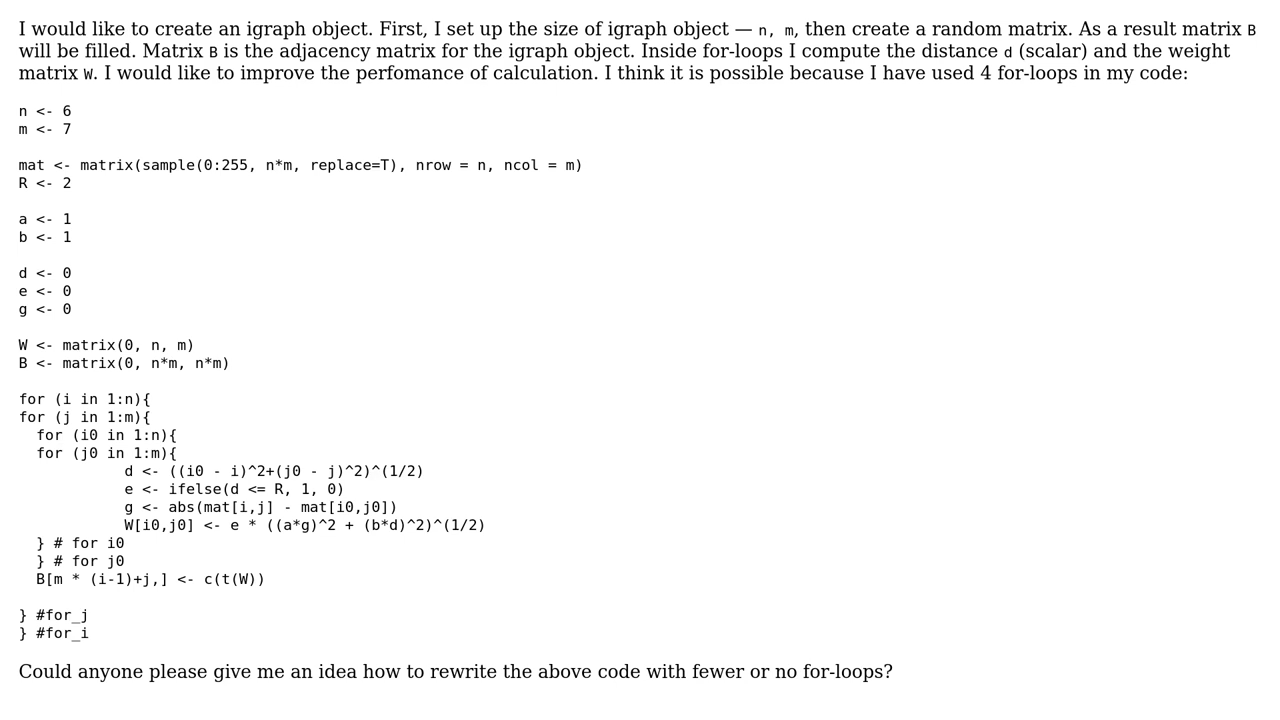 I would like to create an igraph object. First, I set up the size of igraph object — n, m, then create a random matrix. As a result matrix B
will be filled. Matrix B is the adjacency matrix for the igraph object. Inside for-loops I compute the distance d (scalar) and the weight
matrix W. I would like to improve the perfomance of calculation. I think it is possible because I have used 4 for-loops in my code:
n <- 6
m <- 7
mat <- matrix(sample(0:255, n*m, replace=T), nrow = n, ncol = m)
R <- 2
a <- 1
b <- 1
d <- 0
e <- 0
g <- 0
W <- matrix(0, n, m)
B <- matrix(0, n*m, n*m)
for (i in 1:n){
for (j in 1:m){
  for (i0 in 1:n){
  for (j0 in 1:m){
            d <- ((i0 - i)^2+(j0 - j)^2)^(1/2)
            e <- ifelse(d <= R, 1, 0)
            g <- abs(mat[i,j] - mat[i0,j0])
            W[i0,j0] <- e * ((a*g)^2 + (b*d)^2)^(1/2)
  } # for i0
  } # for j0
  B[m * (i-1)+j,] <- c(t(W))
} #for_j
} #for_i
Could anyone please give me an idea how to rewrite the above code with fewer or no for-loops?